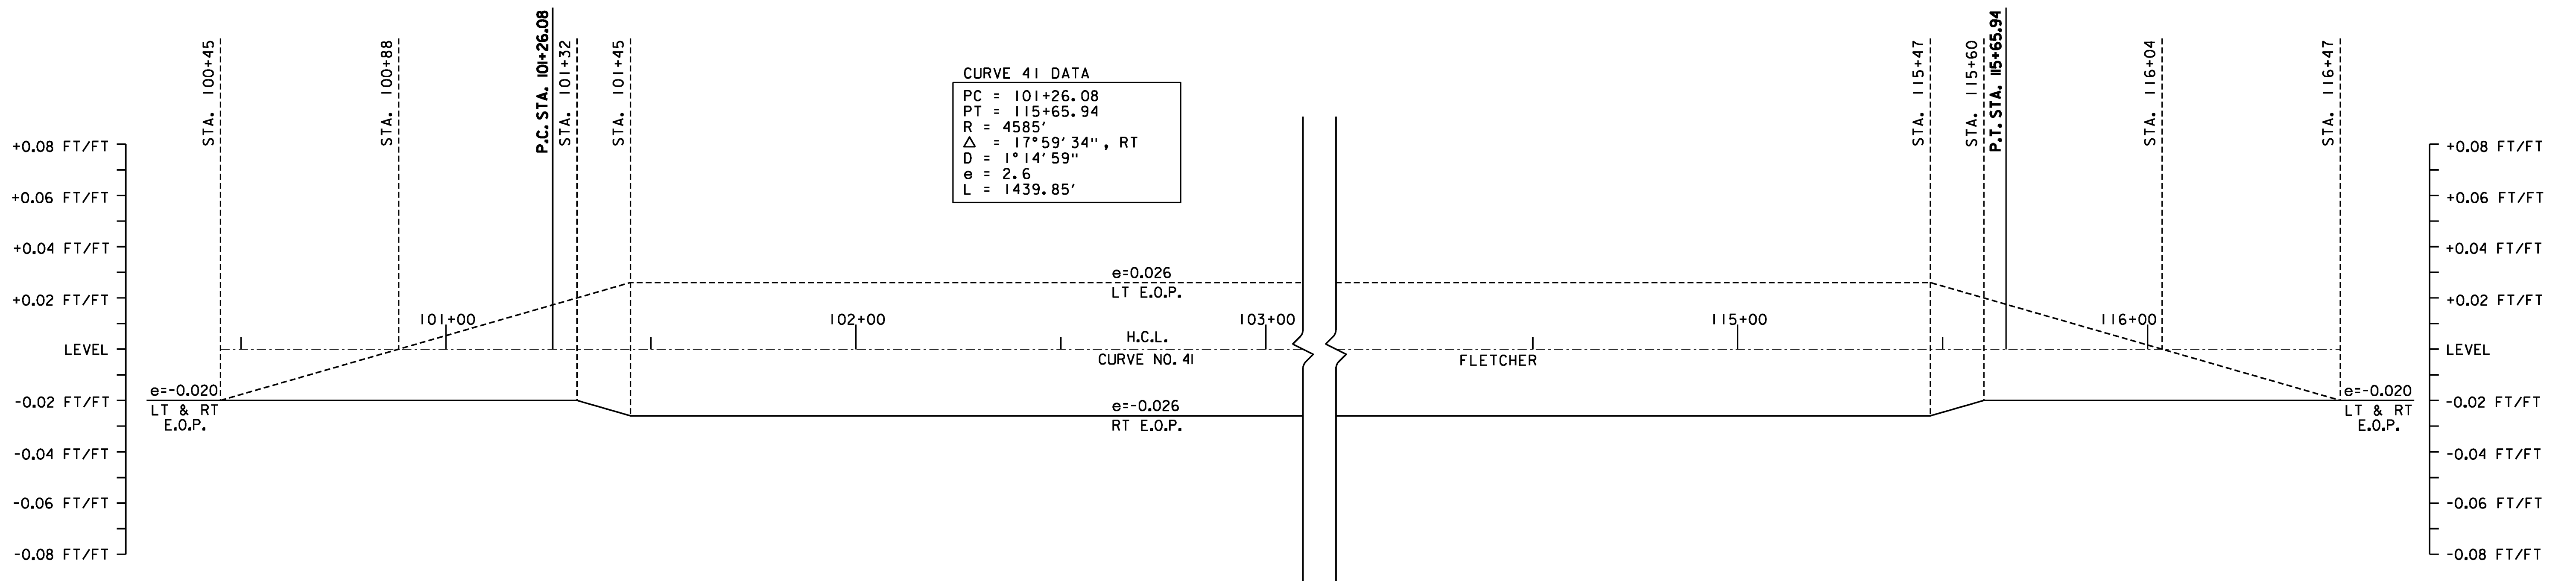 STA. 100+45
STA. 100+88
P.C. STA. 101+26.08
STA. 101+32
STA. 101+45
STA. 115+47
STA. 115+60
P.T. STA. 115+65.94
STA. 116+04
STA. 116+47
CURVE 41 DATA
PC = 101+26.08
PT = 115+65.94
R = 4585'
△ = 17°59'34", RT
D = 1°14'59"
e = 2.6
L = 1439.85'
+0.08 FT/FT
+0.06 FT/FT
+0.04 FT/FT
+0.02 FT/FT
LEVEL
-0.02 FT/FT
-0.04 FT/FT
-0.06 FT/FT
-0.08 FT/FT
e=-0.020
LT & RT
E.O.P.
101+00
102+00
103+00
e=0.026
LT E.O.P.
H.C.L.
CURVE NO. 41
e=-0.026
RT E.O.P.
FLETCHER
115+00
116+00
e=-0.020
LT & RT
E.O.P.
+0.08 FT/FT
+0.06 FT/FT
+0.04 FT/FT
+0.02 FT/FT
LEVEL
-0.02 FT/FT
-0.04 FT/FT
-0.06 FT/FT
-0.08 FT/FT